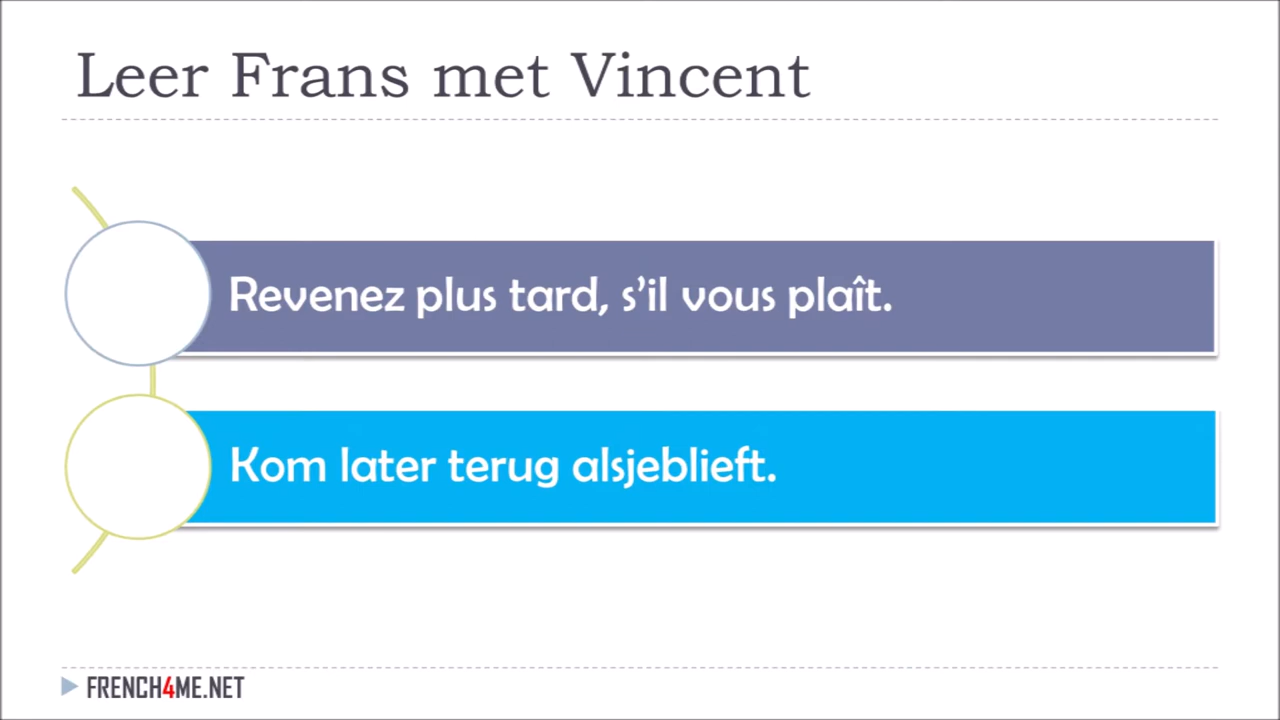 Leer Frans met Vincent
Revenez plus tard, s’il vous plaît.
Kom later terug alsjeblieft.
FRENCH4ME.NET